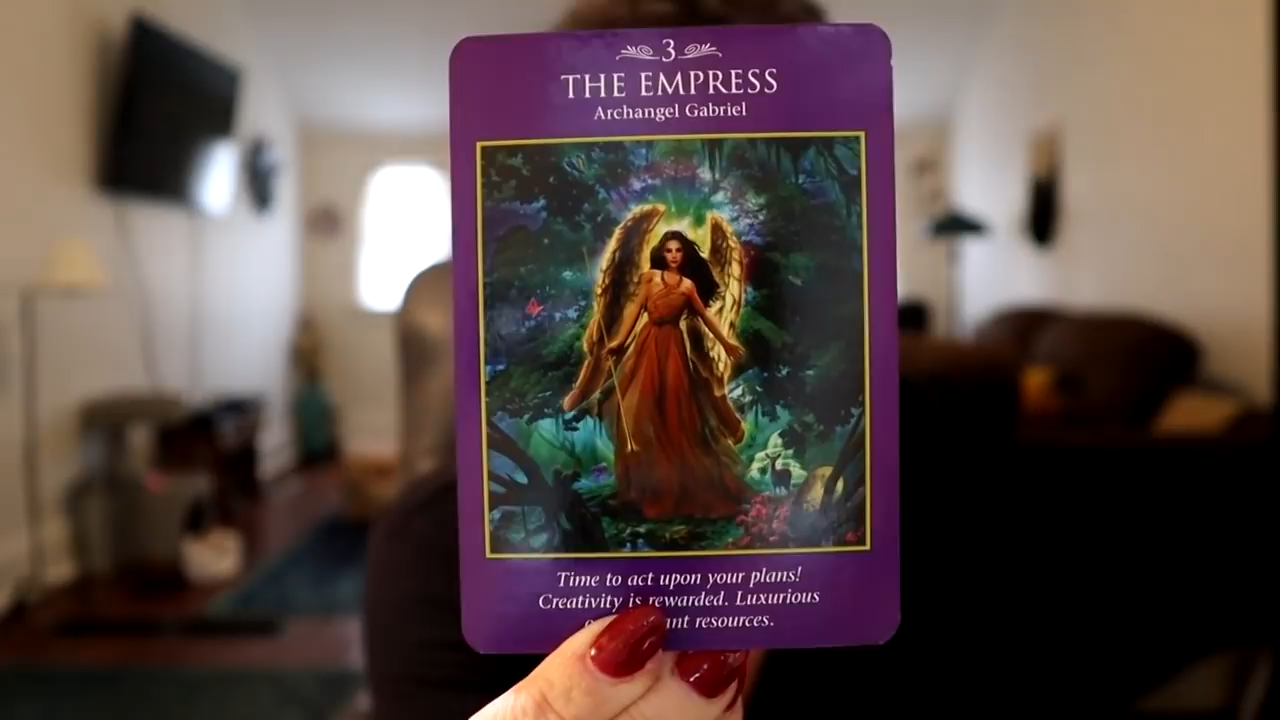 3
THE EMPRESS
Archangel Gabriel
Time to act upon your plans!
Creativity is rewarded. Luxurious
resources.